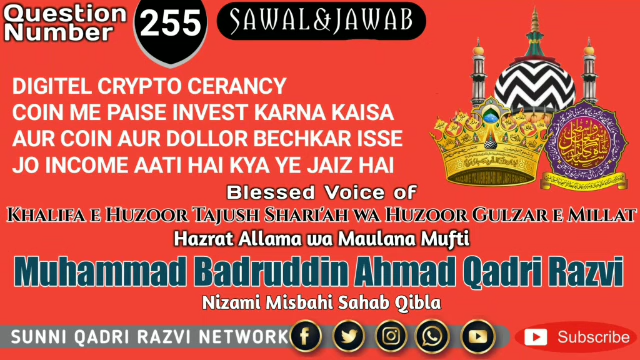 Question
Number
255
SAWAL&JAWAB
DIGITEL CRYPTO CERANCY
COIN ME PAISE INVEST KARNA KAISA
AUR COIN AUR DOLLOR BECHKAR ISSE
JO INCOME AATI HAI KYA YE JAIZ HAI
Blessed Voice of
KHALIFA E HUZOOR TAJUSH SHARI'AH WA HUZOOR GULZAR E MILLAT
Hazrat Allama wa Maulana Mufti
Muhammad Badruddin Ahmad Qadri Razvi
Nizami Misbahi Sahab Qibla
SUNNI QADRI RAZVI NETWORK
Subscribe